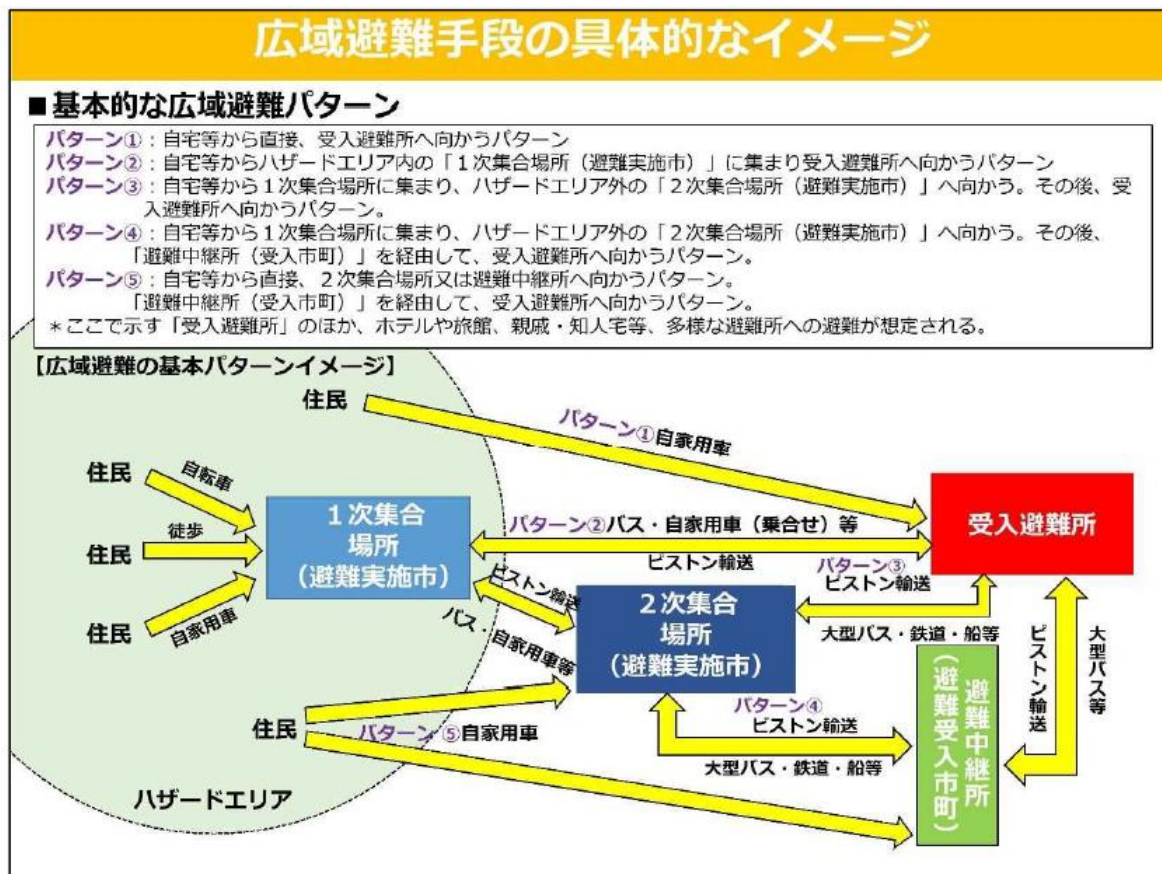 広域避難手段の具体的なイメージ
■基本的な広域避難パターン
パターン①：自宅等から直接、受入避難所へ向かうパターン
パターン②：自宅等からハザードエリア内の「１次集合場所（避難実施市）」に集まり受入避難所へ向かうパターン
パターン③：自宅等から１次集合場所に集まり、ハザードエリア外の「２次集合場所（避難実施市）」へ向かう。その後、受
入避難所へ向かうパターン。
パターン④：自宅等から１次集合場所に集まり、ハザードエリア外の「２次集合場所（避難実施市）」へ向かう。その後、
「避難中継所（受入市町）」を経由して、受入避難所へ向かうパターン。
パターン⑤：自宅等から直接、２次集合場所又は避難中継所へ向かうパターン。
「避難中継所（受入市町）」を経由して、受入避難所へ向かうパターン。
＊ここで示す「受入避難所」のほか、ホテルや旅館、親戚・知人宅等、多様な避難所への避難が想定される。
【広域避難の基本パターンイメージ】
住民
パターン①自家用車
住民
自転車
住民
徒歩
住民
自家用車
１次集合
場所
（避難実施市）
パターン②バス・自家用車（乗合せ）等
ピストン輸送
受入避難所
パターン③
ピストン輸送
大型バス・鉄道・船等
ピストン輸送
バス・自家用車等
２次集合
場所
（避難実施市）
パターン④
ピストン輸送
大型バス・鉄道・船等
避難中継所
（避難受入市町）
ピストン輸送
大型バス等
住民
パターン⑤自家用車
ハザードエリア